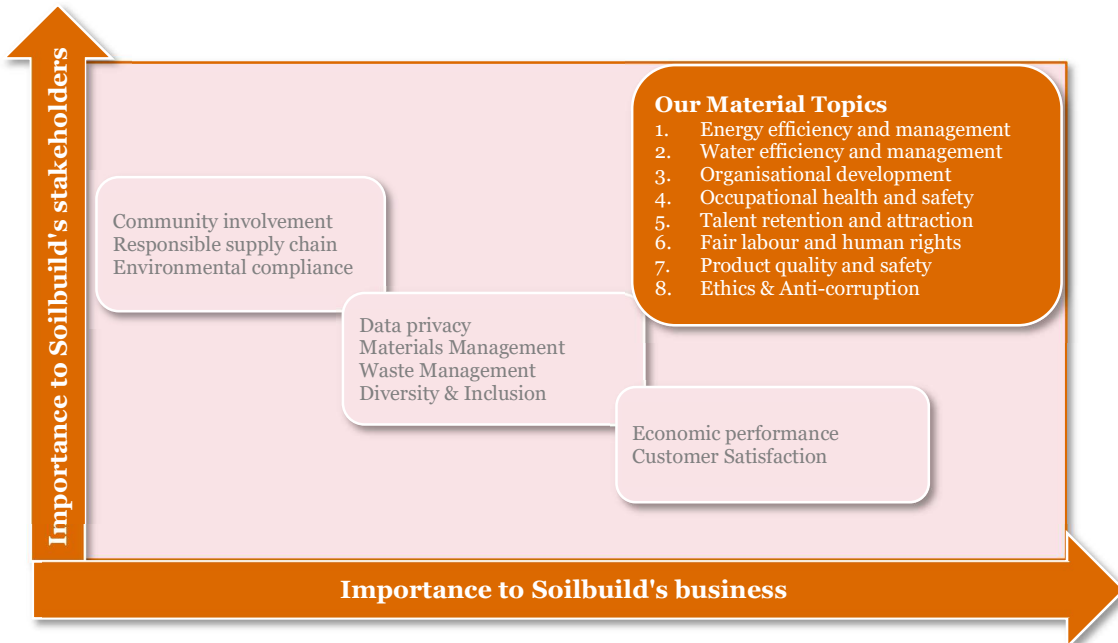 Importance to Soilbuild's stakeholders
Our Material Topics
1. Energy efficiency and management
2. Water efficiency and management
3. Organisational development
4. Occupational health and safety
5. Talent retention and attraction
6. Fair labour and human rights
7. Product quality and safety
8. Ethics & Anti-corruption
Community involvement
Responsible supply chain
Environmental compliance
Data privacy
Materials Management
Waste Management
Diversity & Inclusion
Economic performance
Customer Satisfaction
Importance to Soilbuild's business